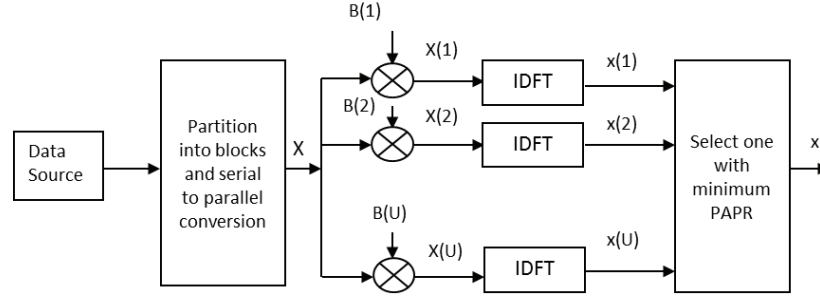 Data
Source
Partition
into blocks
and serial
to parallel
conversion
X
B(1)
X(1)
IDFT
x(1)
B(2)
X(2)
IDFT
x(2)
B(U)
X(U)
IDFT
x(U)
Select one
with
minimum
PAPR
x